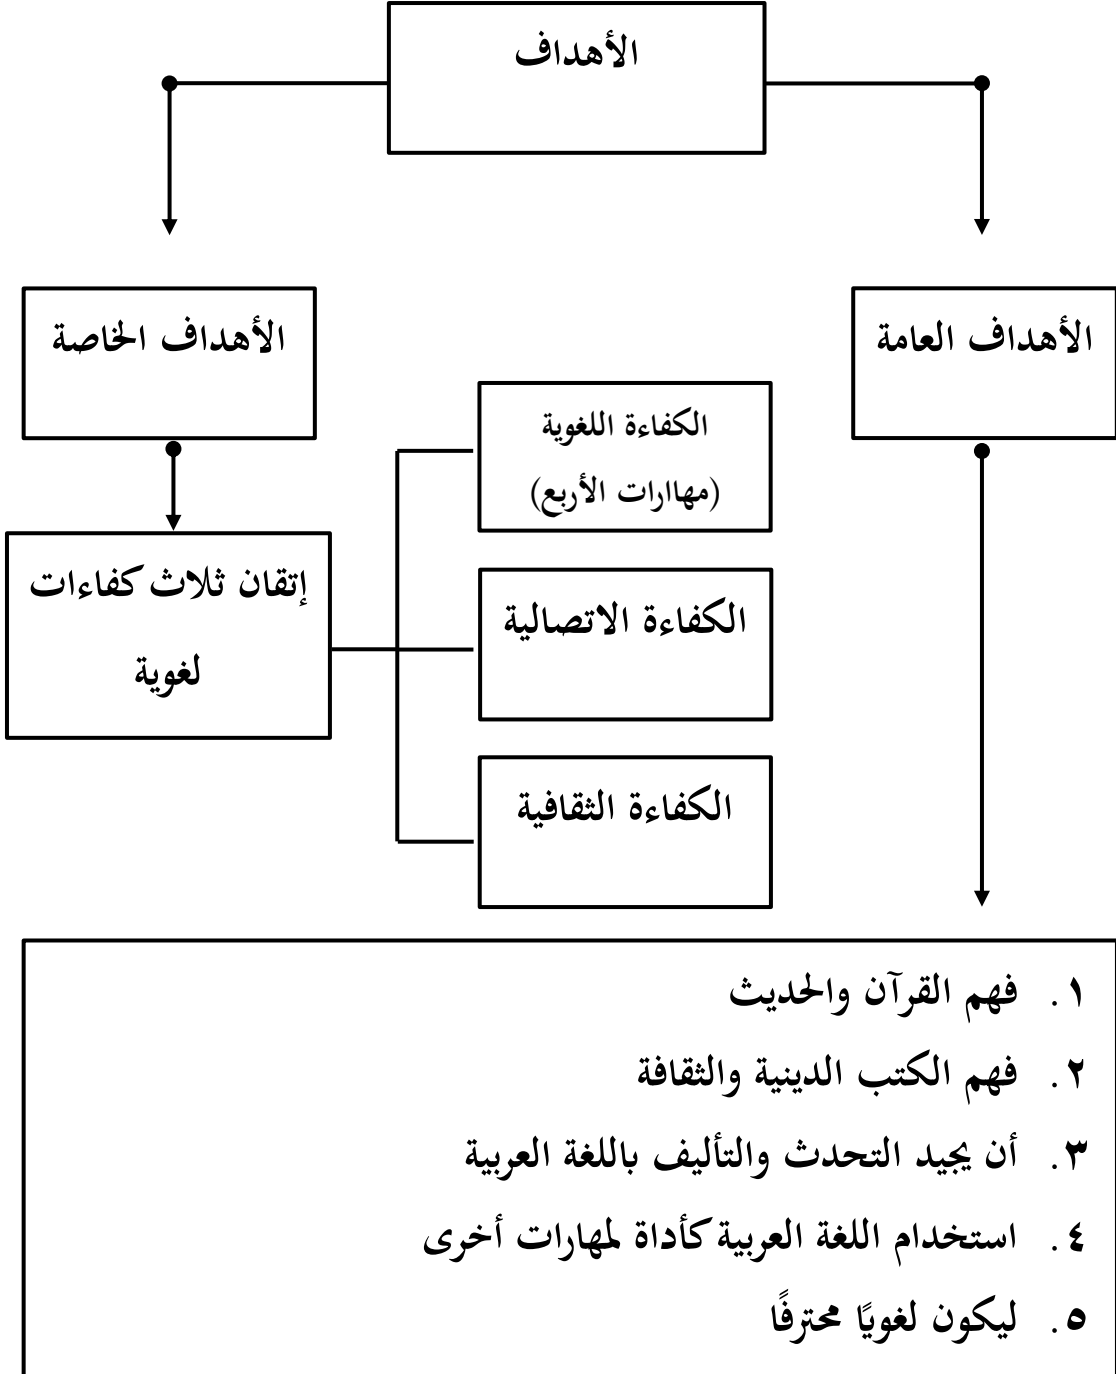 الأهداف
الأهداف العامة
الأهداف الخاصة
الكفاءة اللغوية
(مهاارات الأربع)
إتقان ثلاث كفاءات
لغوية
الكفاءة الاتصالية
الكفاءة الثقافية
١. فهم القرآن والحديث
٢. فهم الكتب الدينية والثقافة
٣. أن يجيد التحدث والتأليف باللغة العربية
٤. استخدام اللغة العربية كأداة لمهارات أخرى
٥. ليكون لغويًا محترفًا